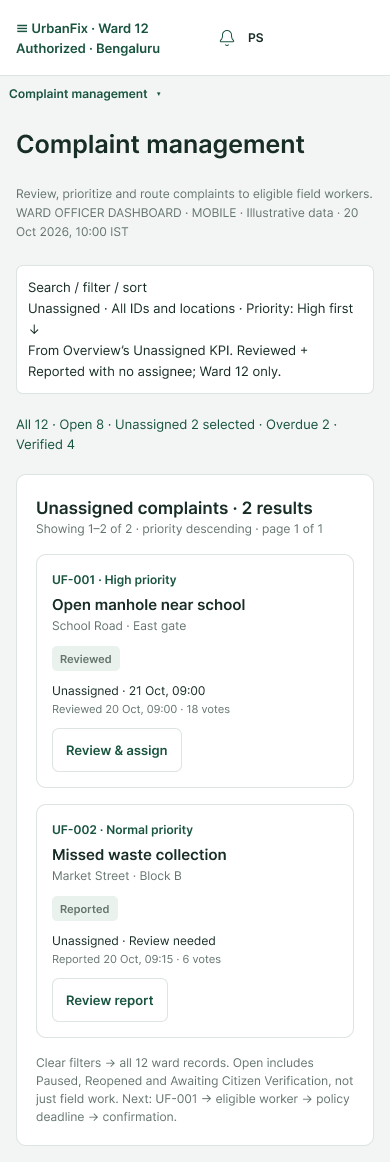 ≡ UrbanFix · Ward 12
Authorized · Bengaluru
PS
Complaint management ▾
Complaint management
Review, prioritize and route complaints to eligible field workers.
WARD OFFICER DASHBOARD · MOBILE · Illustrative data · 20
Oct 2026, 10:00 IST
Search / filter / sort
Unassigned · All IDs and locations · Priority: High first
↓
From Overview’s Unassigned KPI. Reviewed +
Reported with no assignee; Ward 12 only.
All 12 · Open 8 · Unassigned 2 selected · Overdue 2 ·
Verified 4
Unassigned complaints · 2 results
Showing 1–2 of 2 · priority descending · page 1 of 1
UF-001 · High priority
Open manhole near school
School Road · East gate
Reviewed
Unassigned · 21 Oct, 09:00
Reviewed 20 Oct, 09:00 · 18 votes
Review & assign
UF-002 · Normal priority
Missed waste collection
Market Street · Block B
Reported
Unassigned · Review needed
Reported 20 Oct, 09:15 · 6 votes
Review report
Clear filters → all 12 ward records. Open includes
Paused, Reopened and Awaiting Citizen Verification, not
just field work. Next: UF-001 → eligible worker → policy
deadline → confirmation.